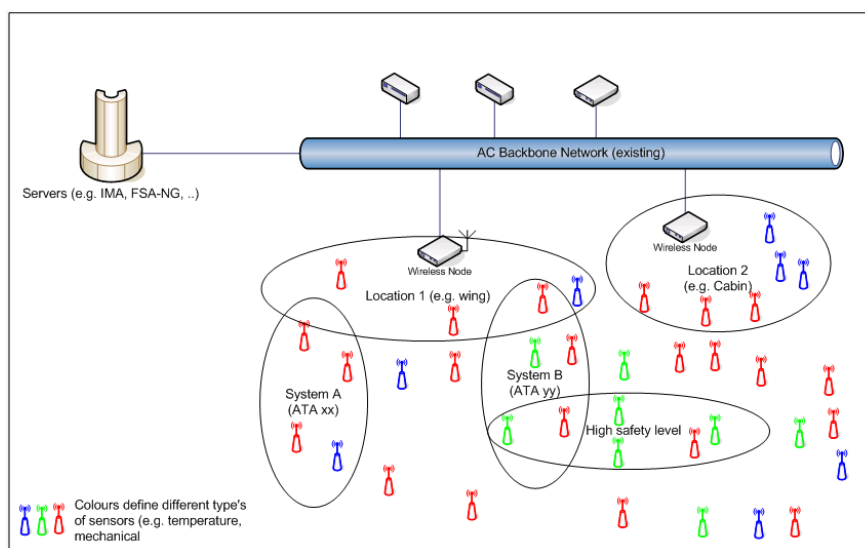 AC Backbone Network (existing)
Servers (e.g. IMA, FSA-NG, ..)
Wireless Node
Wireless Node
Location 1 (e.g. wing)
Location 2
(e.g. Cabin)
System A
(ATA xx)
System B
(ATA yy)
High safety level
Colours define different type's
of sensors (e.g. temperature,
mechanical